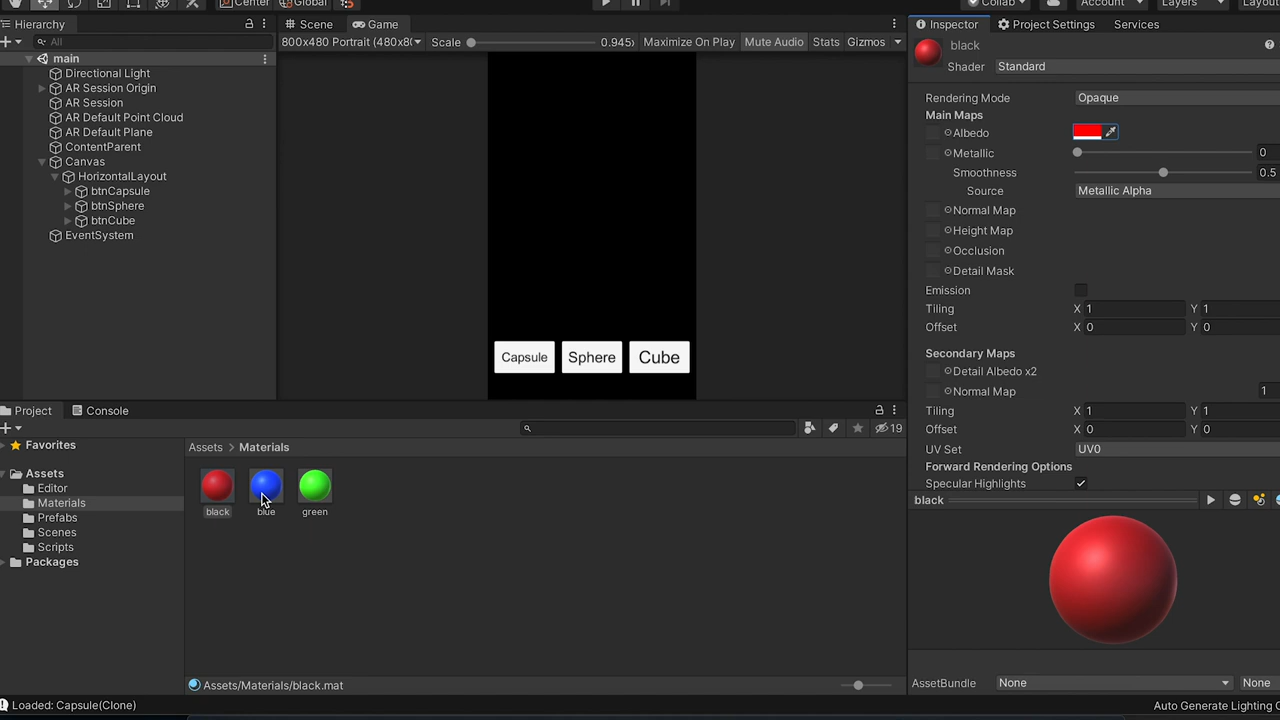 Center Global Collab Account Layers Layout
Hierarchy Scene Game Inspector Project Settings Services
All 800x480 Portrait (480x8 Scale 0.945x Maximize On Play Mute Audio Stats Gizmos black
Shader Standard
main
Directional Light
AR Session Origin
AR Session
AR Default Point Cloud
AR Default Plane
ContentParent
Canvas
HorizontalLayout
btnCapsule
btnSphere
btnCube
EventSystem
Capsule Sphere Cube
Rendering Mode Opaque
Main Maps
Albedo
Metallic 0
Smoothness 0.5
Source Metallic Alpha
Normal Map
Height Map
Occlusion
Detail Mask
Emission
Tiling X 1 Y 1
Offset X 0 Y 0
Secondary Maps
Detail Albedo x2
Normal Map 1
Tiling X 1 Y 1
Offset X 0 Y 0
UV Set UV0
Forward Rendering Options
Specular Highlights
Project Console
19
Favorites
Assets
Editor
Materials
Prefabs
Scenes
Scripts
Packages
Assets > Materials
black blue green
Assets/Materials/black.mat
black
AssetBundle None None
Loaded: Capsule(Clone) Auto Generate Lighting